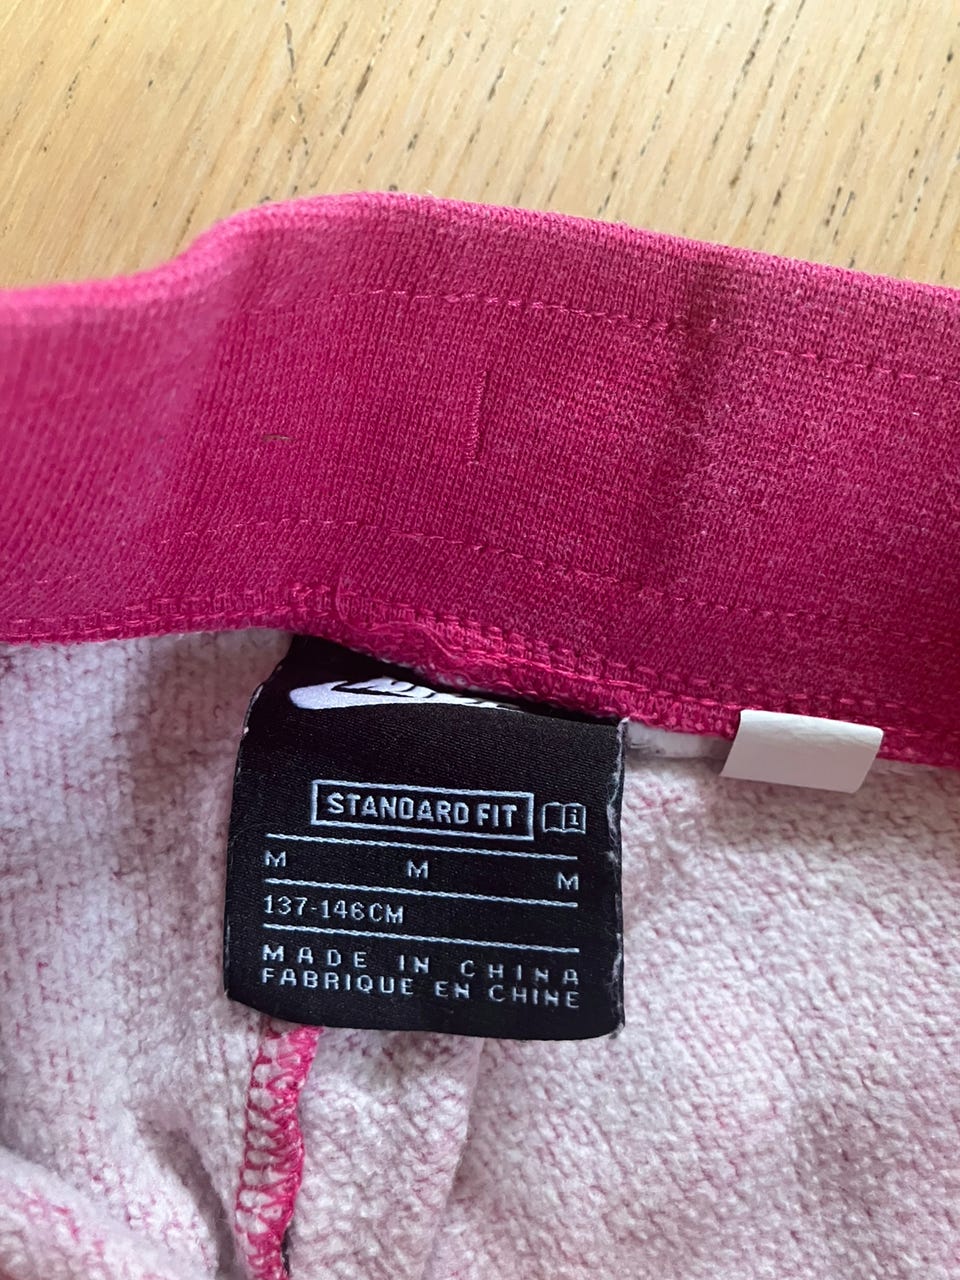 STANDARD FIT
M M M
137-146CM
MADE IN CHINA
FABRIQUE EN CHINE